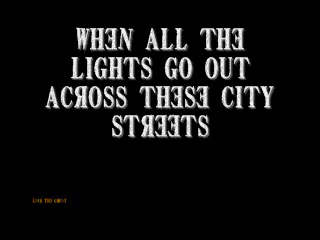 WHEN ALL THE
LIGHTS GO OUT
ACROSS THESE CITY
STREETS